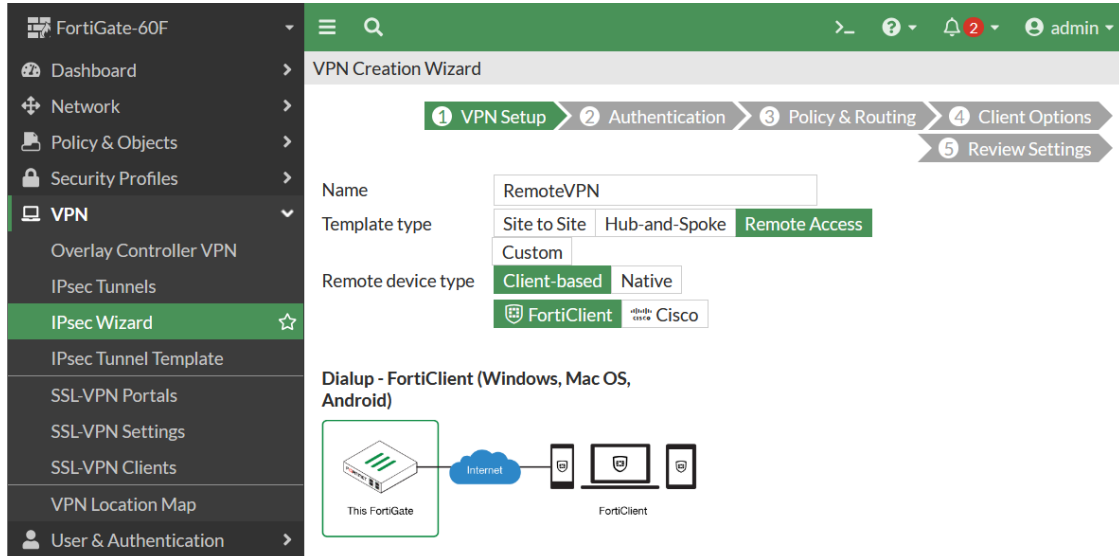 FortiGate-60F
>_
2
admin
Dashboard
Network
Policy & Objects
Security Profiles
VPN
Overlay Controller VPN
IPsec Tunnels
IPsec Wizard
IPsec Tunnel Template
SSL-VPN Portals
SSL-VPN Settings
SSL-VPN Clients
VPN Location Map
User & Authentication
VPN Creation Wizard
1 VPN Setup
2 Authentication
3 Policy & Routing
4 Client Options
5 Review Settings
Name RemoteVPN
Template type Site to Site Hub-and-Spoke Remote Access
Custom
Remote device type Client-based Native
FortiClient cisco Cisco
Dialup - FortiClient (Windows, Mac OS,
Android)
Internet
This FortiGate
FortiClient